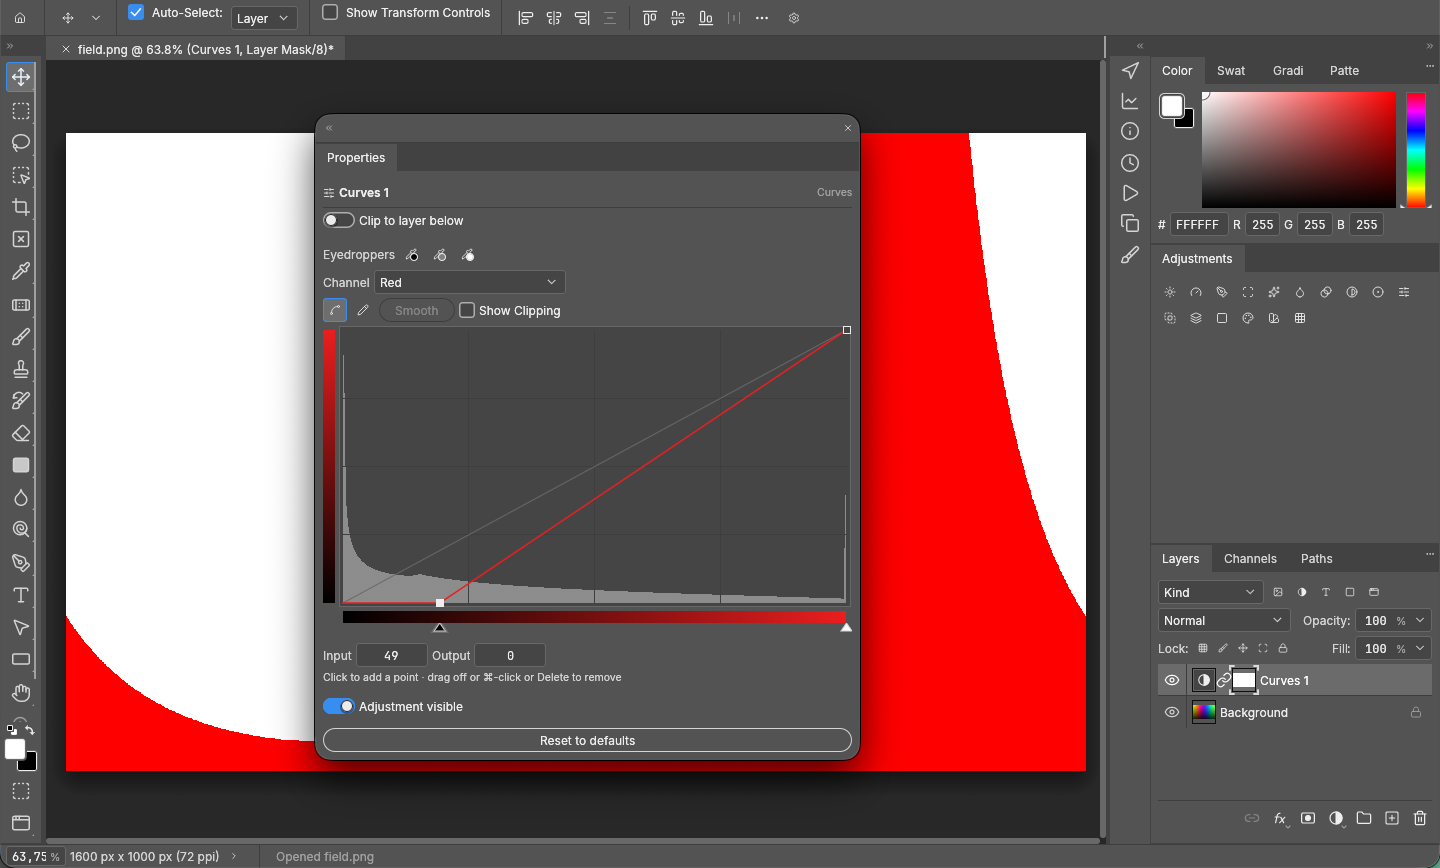 Auto-Select: Layer Show Transform Controls
field.png @ 63.8% (Curves 1, Layer Mask/8)*
Properties
Curves 1 Curves
Clip to layer below
Eyedroppers
Channel Red
Smooth Show Clipping
Input 49 Output 0
Click to add a point · drag off or ⌘-click or Delete to remove
Adjustment visible
Reset to defaults
Color Swat Gradi Patte
# FFFFFF R 255 G 255 B 255
Adjustments
Layers Channels Paths
Kind
Normal Opacity: 100 %
Lock: Fill: 100 %
Curves 1
Background
fx
63,75 % 1600 px x 1000 px (72 ppi) Opened field.png